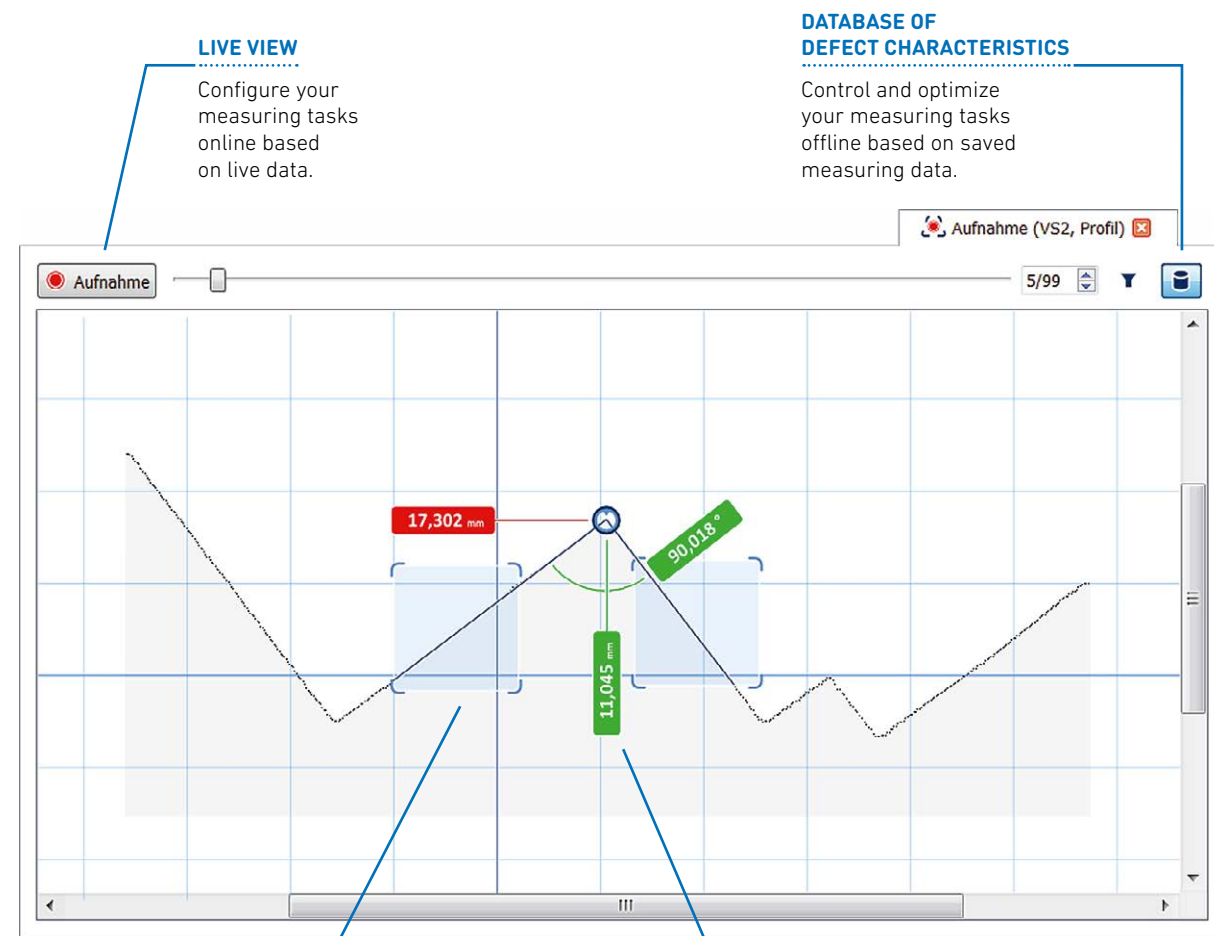 LIVE VIEW
Configure your
measuring tasks
online based
on live data.
DATABASE OF
DEFECT CHARACTERISTICS
Control and optimize
your measuring tasks
offline based on saved
measuring data.
Aufnahme (VS2, Profil)
Aufnahme
5/99
17,302 mm
90,018 °
11,045 mm